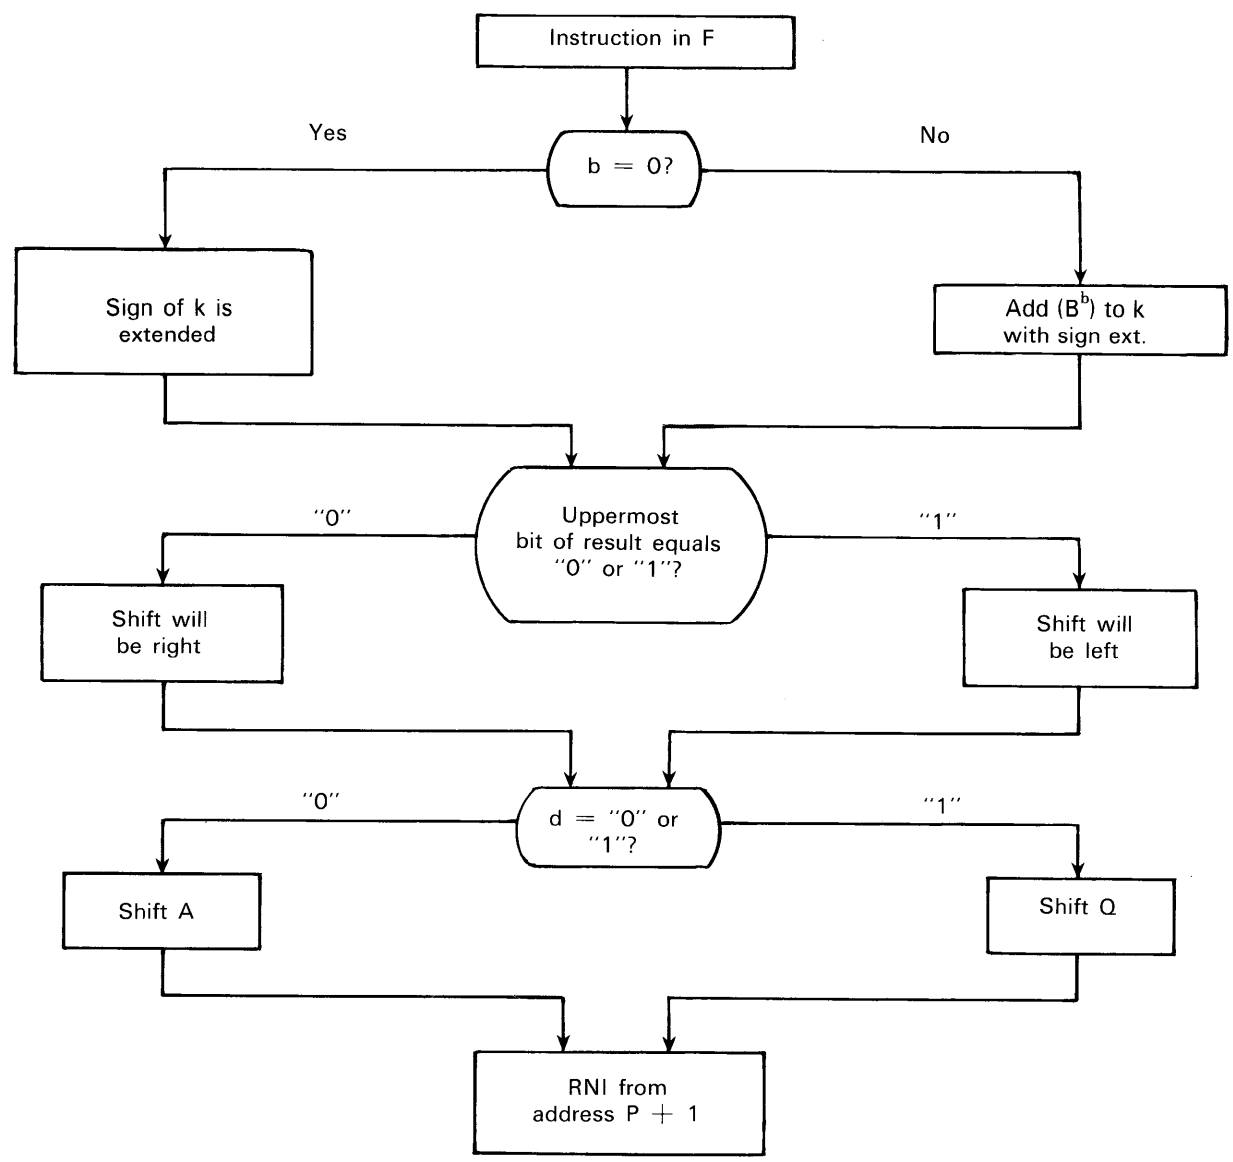 Instruction in F
Yes
No
b = 0?
Sign of k is
extended
Add (Bᵇ) to k
with sign ext.
Uppermost
bit of result equals
“0” or “1”?
“0”
“1”
Shift will
be right
Shift will
be left
d = “0” or
“1”?
“0”
“1”
Shift A
Shift Q
RNI from
address P + 1